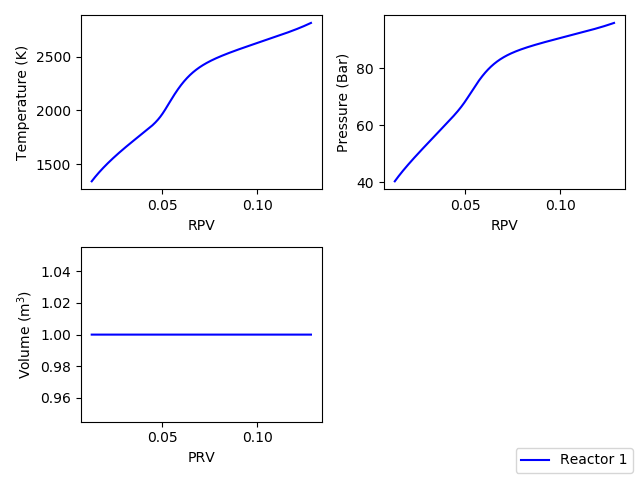 Temperature (K)
2500
2000
1500
0.05 0.10
RPV
Pressure (Bar)
80
60
40
0.05 0.10
RPV
Volume (m³)
1.04
1.02
1.00
0.98
0.96
0.05 0.10
PRV
Reactor 1